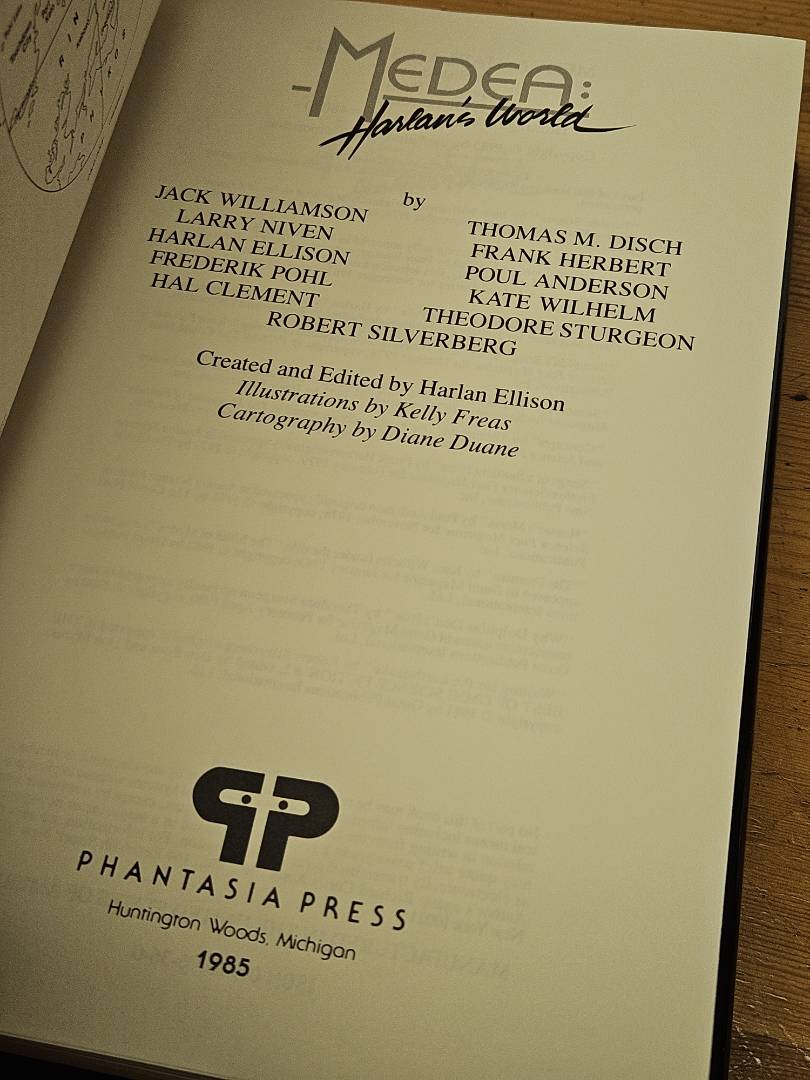 MEDEA:
Harlan's World
by
JACK WILLIAMSON
LARRY NIVEN
HARLAN ELLISON
FREDERIK POHL
HAL CLEMENT
THOMAS M. DISCH
FRANK HERBERT
POUL ANDERSON
KATE WILHELM
THEODORE STURGEON
ROBERT SILVERBERG
Created and Edited by Harlan Ellison
Illustrations by Kelly Freas
Cartography by Diane Duane
PP
PHANTASIA PRESS
Huntington Woods, Michigan
1985